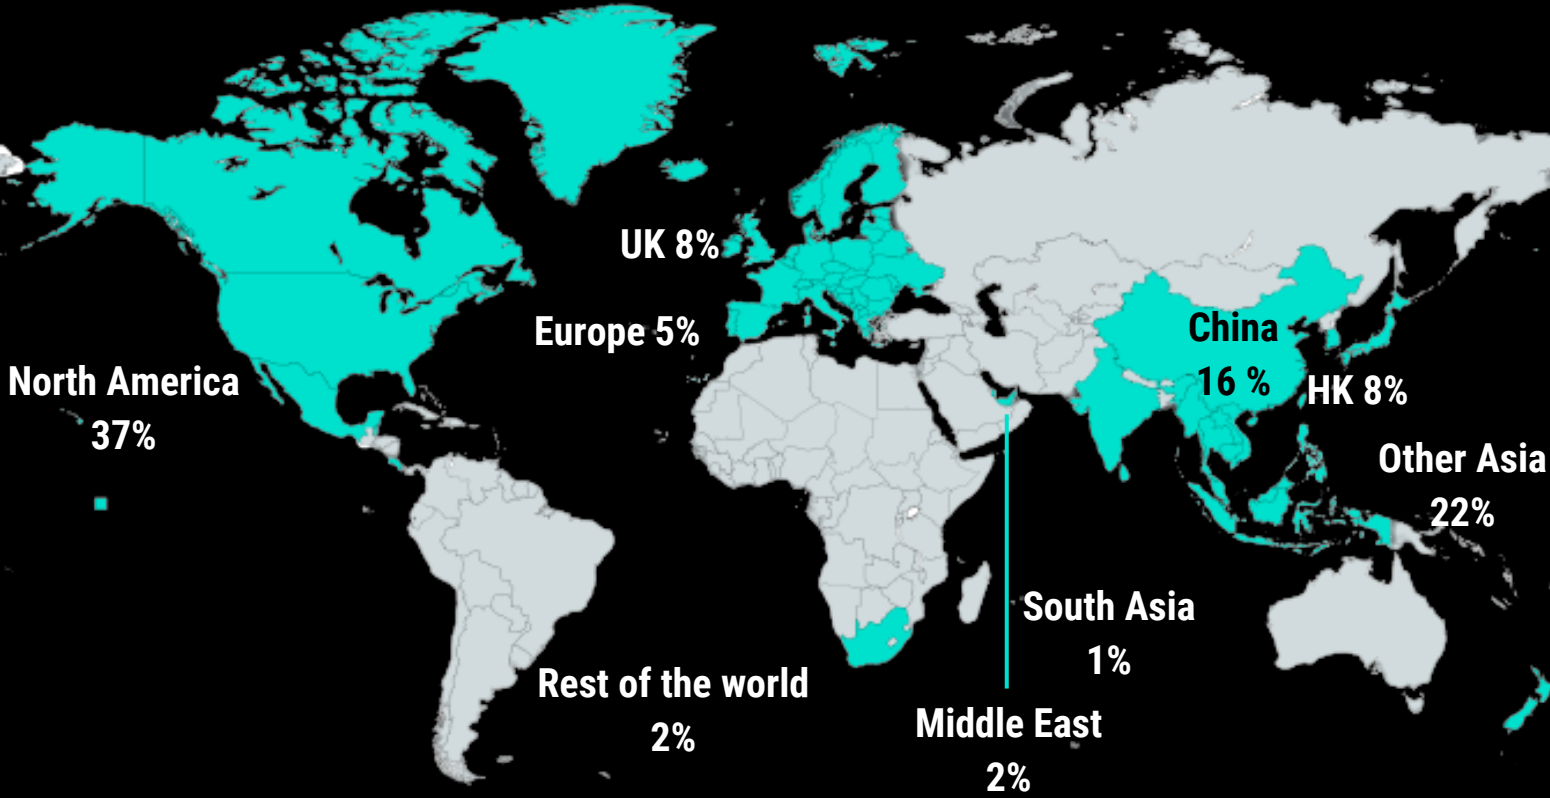 UK 8%
Europe 5%
North America
37%
China
16 %
HK 8%
Other Asia
22%
South Asia
1%
Rest of the world
2%
Middle East
2%